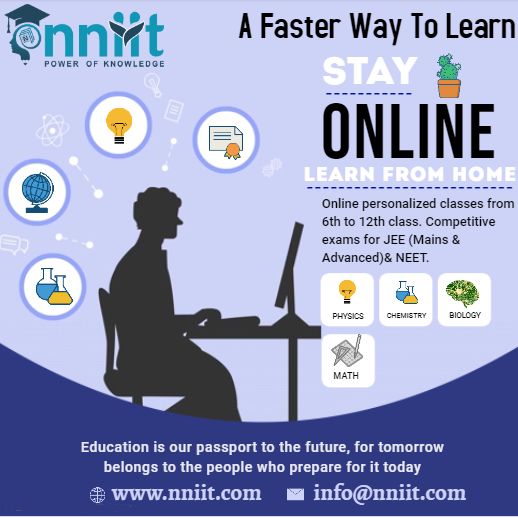 nniit
POWER OF KNOWLEDGE
A Faster Way To Learn
STAY
ONLINE
LEARN FROM HOME
Online personalized classes from
6th to 12th class. Competitive
exams for JEE (Mains &
Advanced)& NEET.
PHYSICS
CHEMISTRY
BIOLOGY
MATH
Education is our passport to the future, for tomorrow
belongs to the people who prepare for it today
www.nniit.com
info@nniit.com